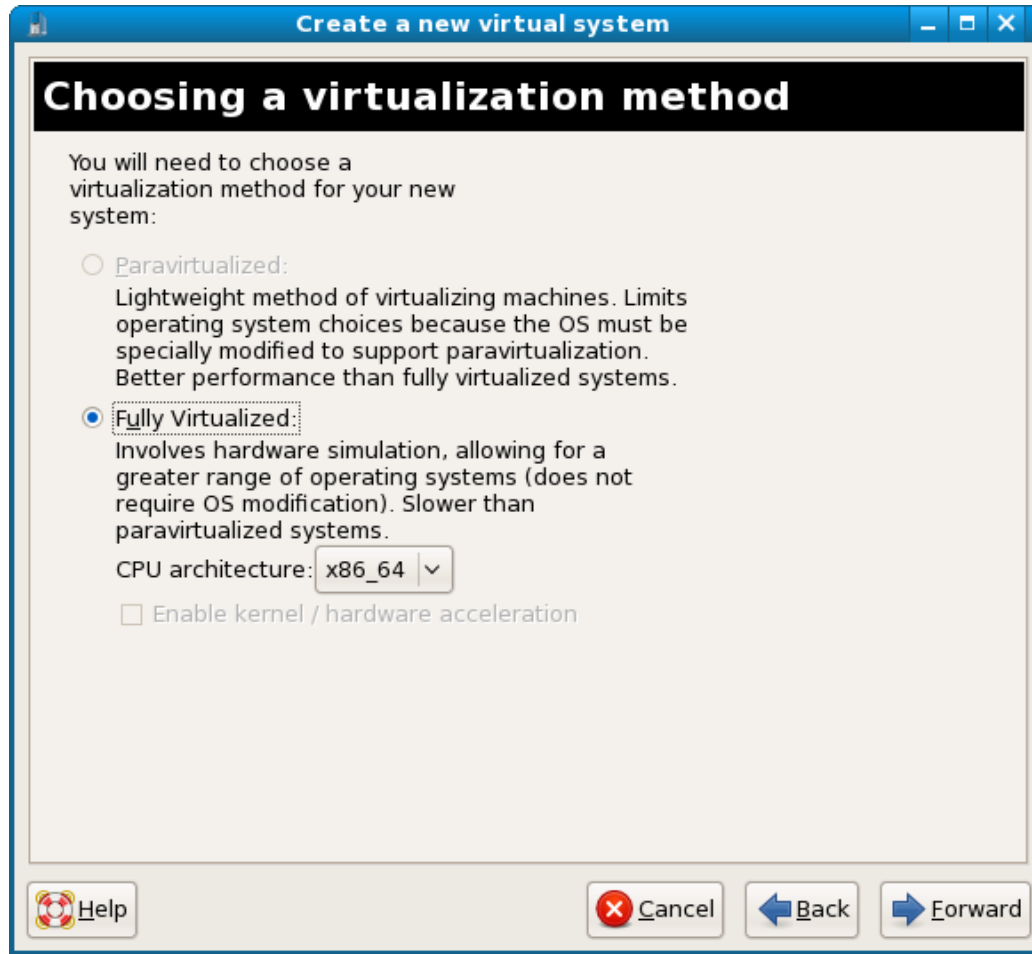 Create a new virtual system
Choosing a virtualization method
You will need to choose a
virtualization method for your new
system:
Paravirtualized:
Lightweight method of virtualizing machines. Limits
operating system choices because the OS must be
specially modified to support paravirtualization.
Better performance than fully virtualized systems.
Fully Virtualized:
Involves hardware simulation, allowing for a
greater range of operating systems (does not
require OS modification). Slower than
paravirtualized systems.
CPU architecture: x86_64
Enable kernel / hardware acceleration
Help Cancel Back Forward